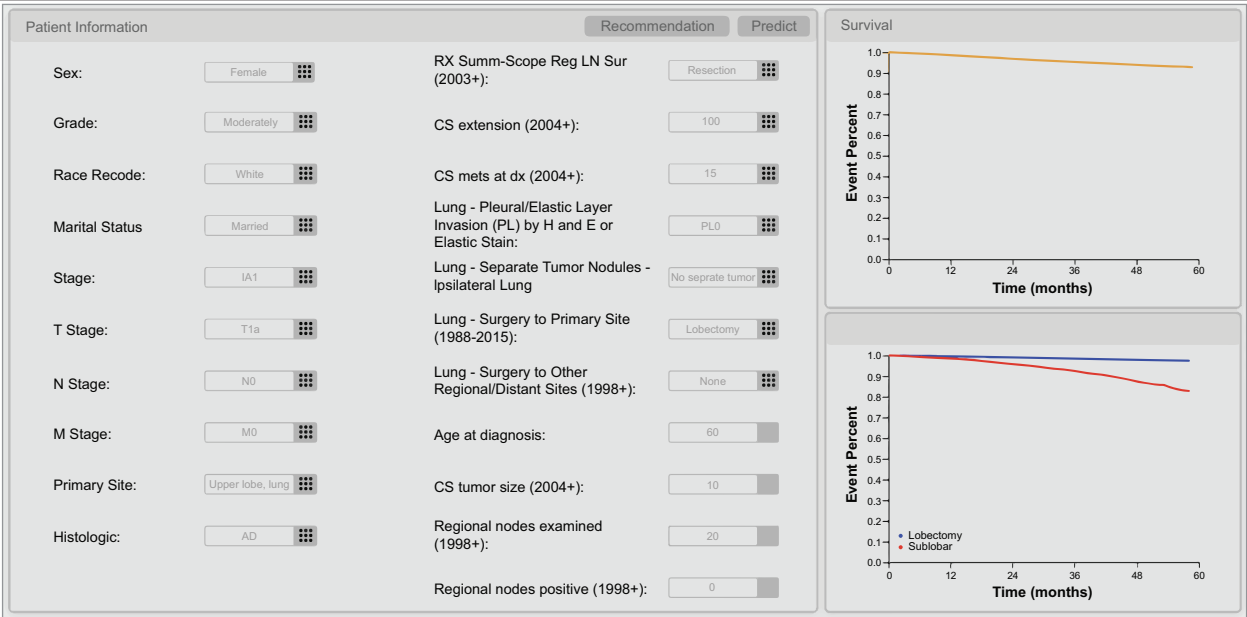 Patient Information
Recommendation
Predict
Sex:
Female
Grade:
Moderately
Race Recode:
White
Marital Status
Married
Stage:
IA1
T Stage:
T1a
N Stage:
N0
M Stage:
M0
Primary Site:
Upper lobe, lung
Histologic:
AD
RX Summ-Scope Reg LN Sur
(2003+):
Resection
CS extension (2004+):
100
CS mets at dx (2004+):
15
Lung - Pleural/Elastic Layer
Invasion (PL) by H and E or
Elastic Stain:
PL0
Lung - Separate Tumor Nodules -
Ipsilateral Lung
No seprate tumor
Lung - Surgery to Primary Site
(1988-2015):
Lobectomy
Lung - Surgery to Other
Regional/Distant Sites (1998+):
None
Age at diagnosis:
60
CS tumor size (2004+):
10
Regional nodes examined
(1998+):
20
Regional nodes positive (1998+):
0
Survival
Event Percent
1.0
0.9
0.8
0.7
0.6
0.5
0.4
0.3
0.2
0.1
0.0
0 12 24 36 48 60
Time (months)
Event Percent
1.0
0.9
0.8
0.7
0.6
0.5
0.4
0.3
0.2
0.1
0.0
Lobectomy
Sublobar
0 12 24 36 48 60
Time (months)